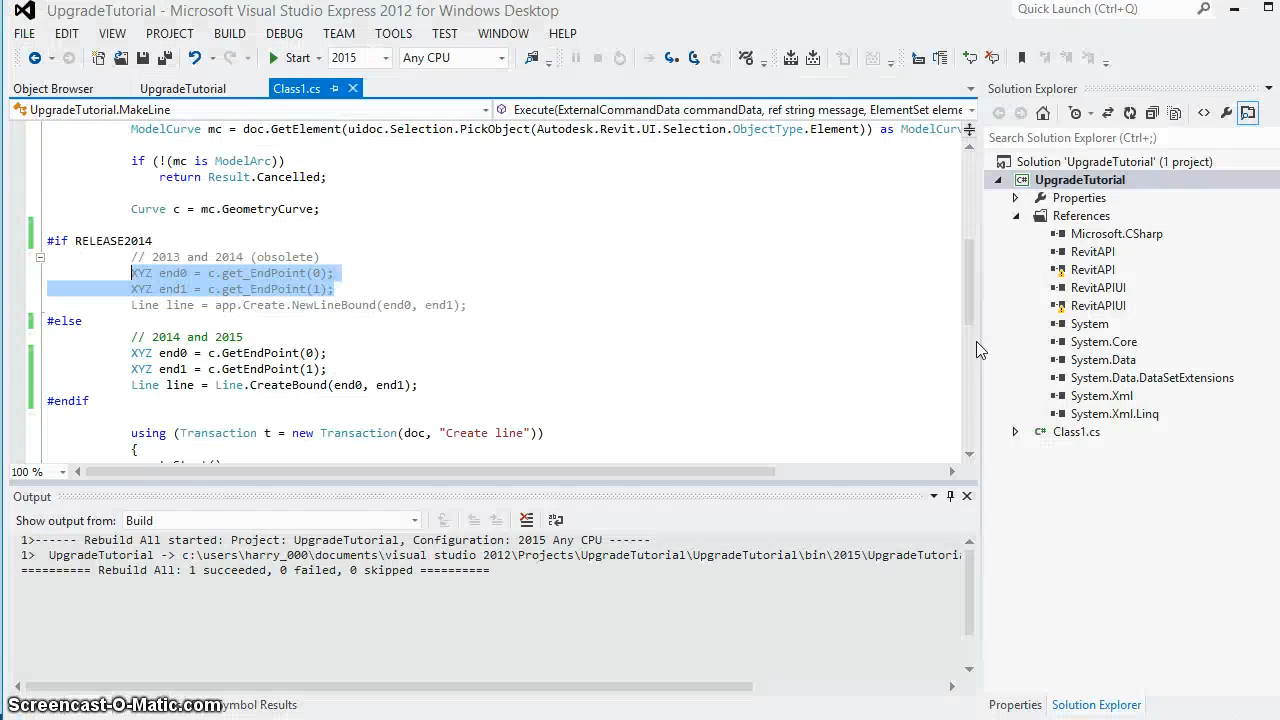 UpgradeTutorial - Microsoft Visual Studio Express 2012 for Windows Desktop
Quick Launch (Ctrl+Q)
FILE EDIT VIEW PROJECT BUILD DEBUG TEAM TOOLS TEST WINDOW HELP
Start 2015 Any CPU
Object Browser UpgradeTutorial Class1.cs
Solution Explorer
UpgradeTutorial.MakeLine Execute(ExternalCommandData commandData, ref string message, ElementSet eleme
ModelCurve mc = doc.GetElement(uidoc.Selection.PickObject(Autodesk.Revit.UI.Selection.ObjectType.Element)) as ModelCurv
if (!(mc is ModelArc))
return Result.Cancelled;
Curve c = mc.GeometryCurve;
#if RELEASE2014
// 2013 and 2014 (obsolete)
XYZ end0 = c.get_EndPoint(0);
XYZ end1 = c.get_EndPoint(1);
Line line = app.Create.NewLineBound(end0, end1);
#else
// 2014 and 2015
XYZ end0 = c.GetEndPoint(0);
XYZ end1 = c.GetEndPoint(1);
Line line = Line.CreateBound(end0, end1);
#endif
using (Transaction t = new Transaction(doc, "Create line"))
{
100 %
Search Solution Explorer (Ctrl+;)
Solution 'UpgradeTutorial' (1 project)
UpgradeTutorial
Properties
References
Microsoft.CSharp
RevitAPI
RevitAPI
RevitAPIUI
RevitAPIUI
System
System.Core
System.Data
System.Data.DataSetExtensions
System.Xml
System.Xml.Linq
Class1.cs
Output
Show output from: Build
1>------ Rebuild All started: Project: UpgradeTutorial, Configuration: 2015 Any CPU ------
1>  UpgradeTutorial -> c:\users\harry_000\documents\visual studio 2012\Projects\UpgradeTutorial\UpgradeTutorial\bin\2015\UpgradeTutoria
========== Rebuild All: 1 succeeded, 0 failed, 0 skipped ==========
Screencast-O-Matic.com
Results
Properties Solution Explorer